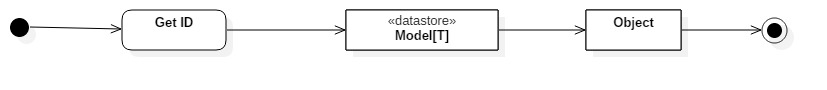 Get ID
«datastore»
Model[T]
Object